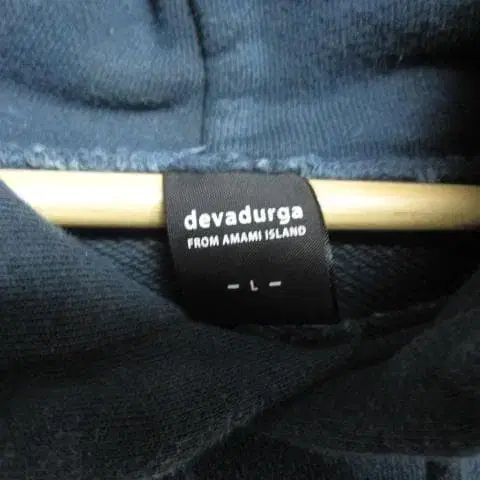 devadurga
FROM AMAMI ISLAND
- L -